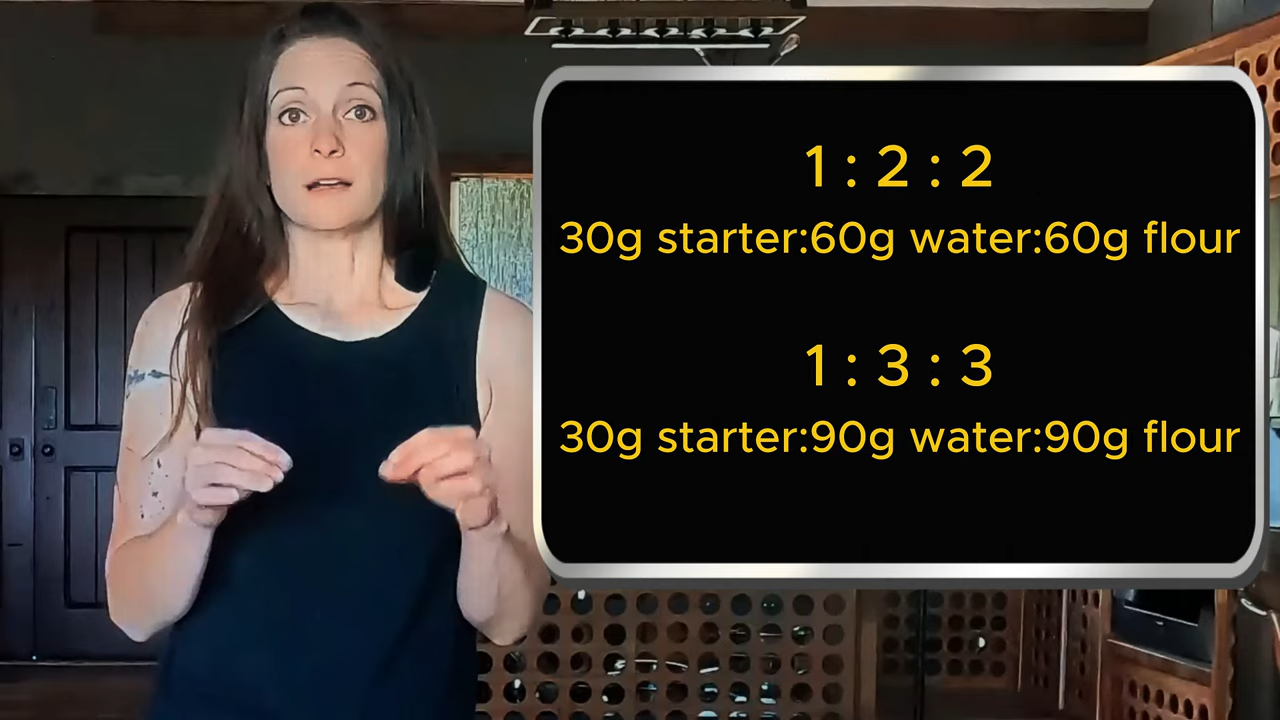 1 : 2 : 2
30g starter:60g water:60g flour
1 : 3 : 3
30g starter:90g water:90g flour